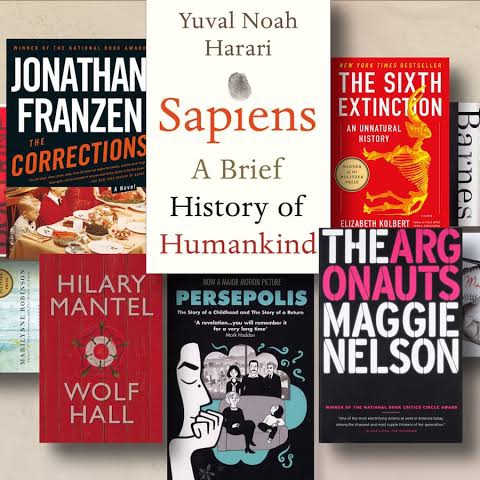 WINNER OF THE NATIONAL BOOK AWARD
JONATHAN
FRANZEN
THE
CORRECTIONS
A Novel
Yuval Noah
Harari
Sapiens
A Brief
History of
Humankind
NEW YORK TIMES BESTSELLER
THE SIXTH
EXTINCTION
AN UNNATURAL
HISTORY
WINNER
OF THE
PULITZER
PRIZE
ELIZABETH KOLBERT
Barnes
MARILYNNE ROBINSON
HILARY
MANTEL
WOLF
HALL
NOW A MAJOR MOTION PICTURE
PERSEPOLIS
The Story of a Childhood and The Story of a Return
'A revolution...you will remember it
for a very long time'
Mark Haddon
THE ARG
ONAUTS
MAGGIE
NELSON
WINNER OF THE NATIONAL BOOK CRITICS CIRCLE AWARD